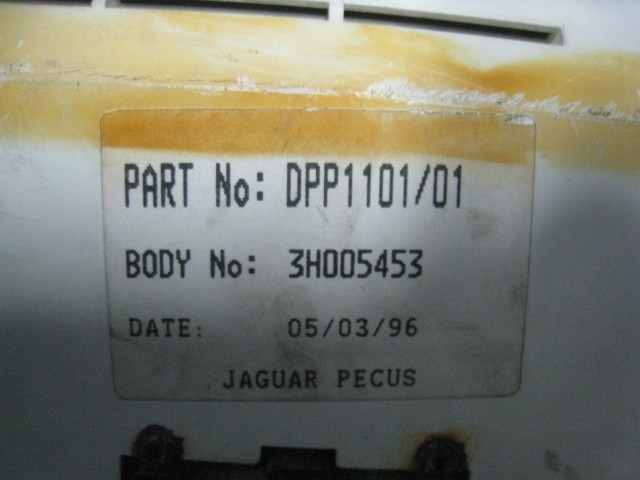 PART No: DPP1101/01
BODY No: 3H005453
DATE: 05/03/96
JAGUAR PECUS